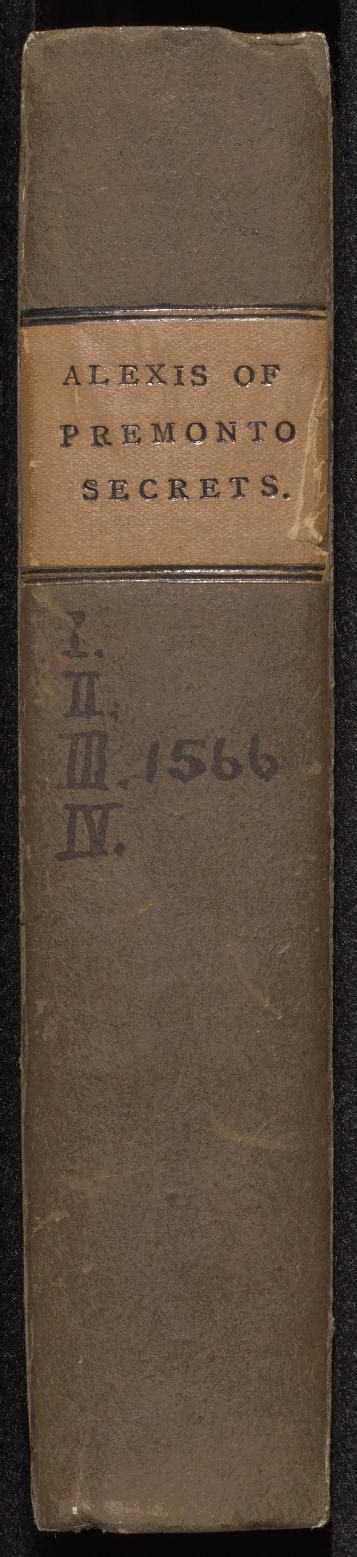 ALEXIS OF
PREMONTO
SECRETS.
I.
II.
III. 1566
IV.